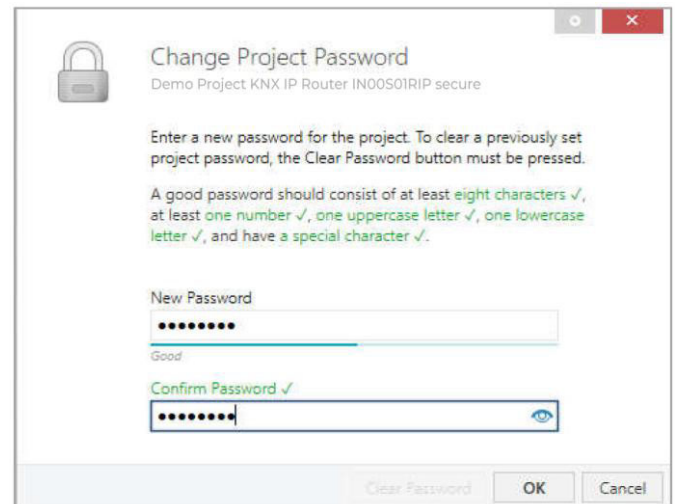 Change Project Password
Demo Project KNX IP Router IN00S01RIP secure
Enter a new password for the project. To clear a previously set
project password, the Clear Password button must be pressed.
A good password should consist of at least eight characters ✓,
at least one number ✓, one uppercase letter ✓, one lowercase
letter ✓, and have a special character ✓.
New Password
●●●●●●●●
Good
Confirm Password ✓
●●●●●●●●
Clear Password OK Cancel